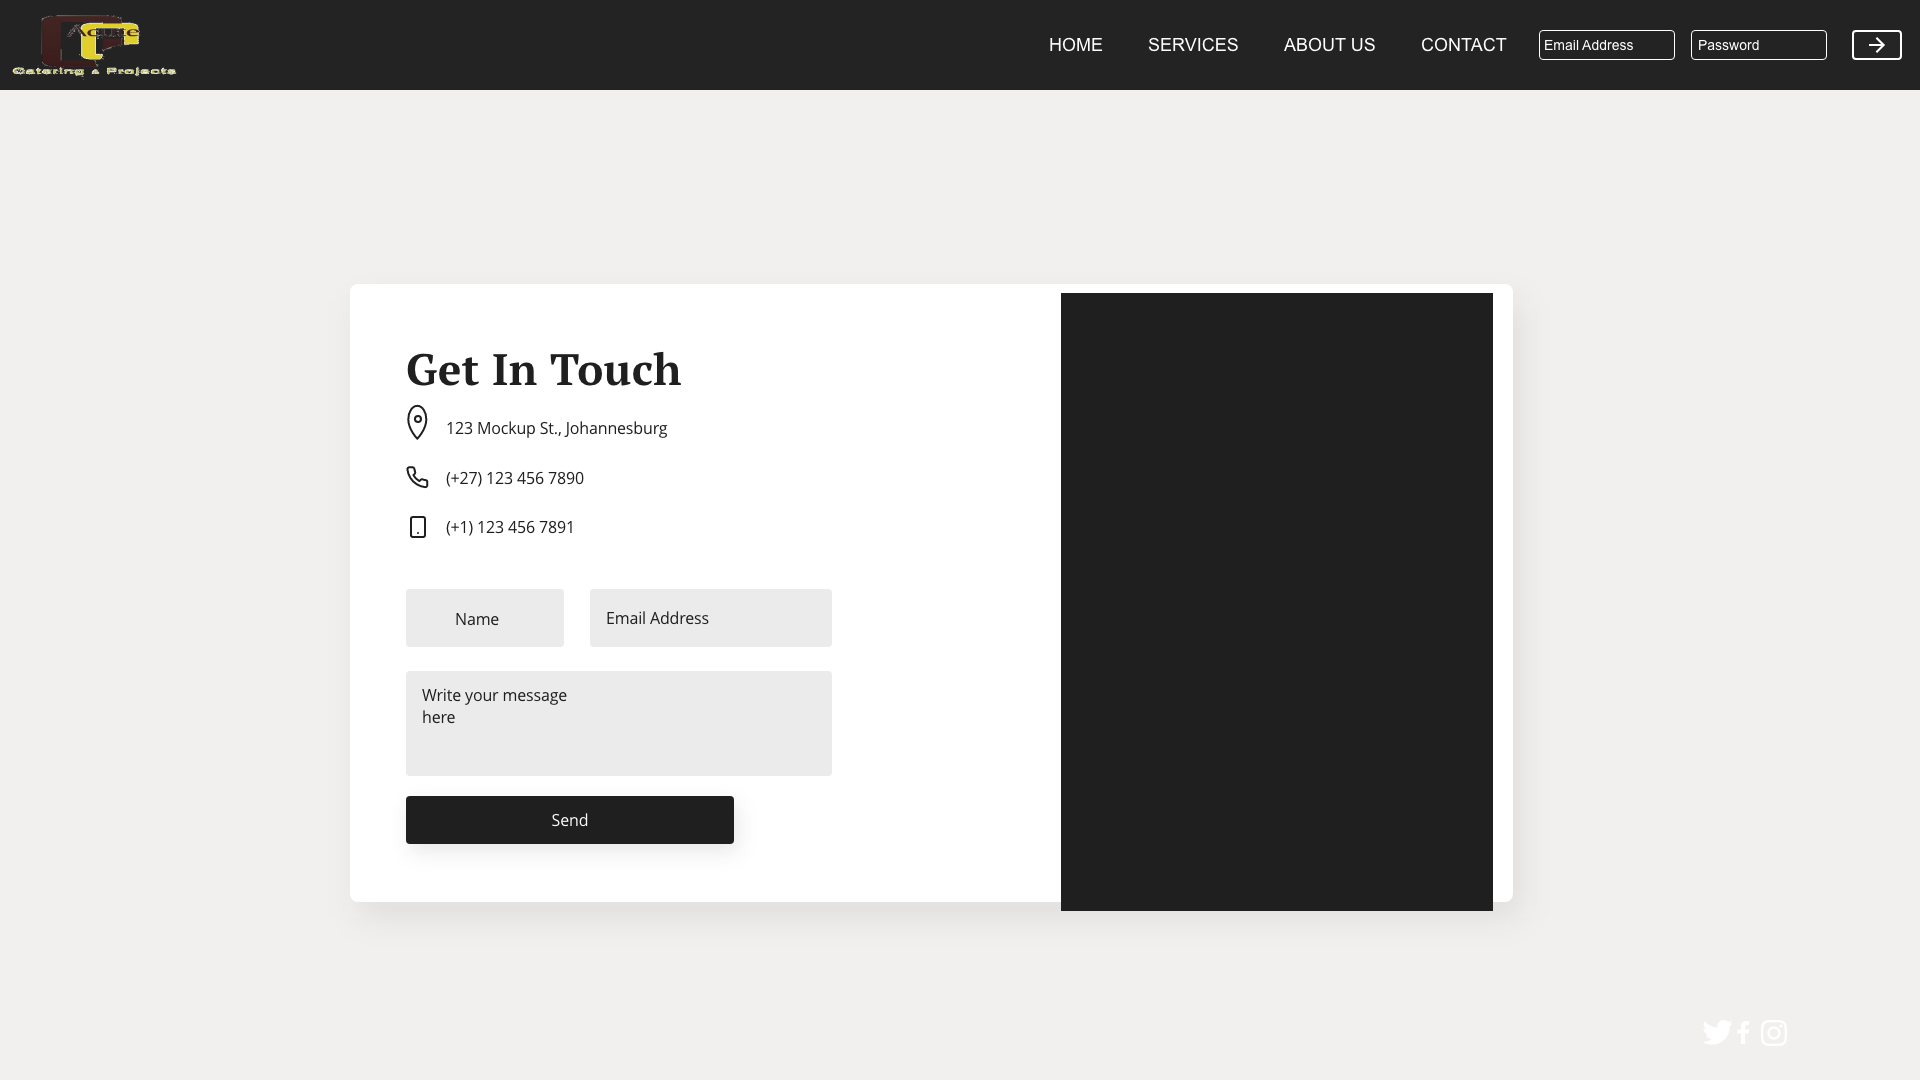 Acube
Catering & Projects
HOME
SERVICES
ABOUT US
CONTACT
Email Address
Password
Get In Touch
123 Mockup St., Johannesburg
(+27) 123 456 7890
(+1) 123 456 7891
Name
Email Address
Write your message
here
Send